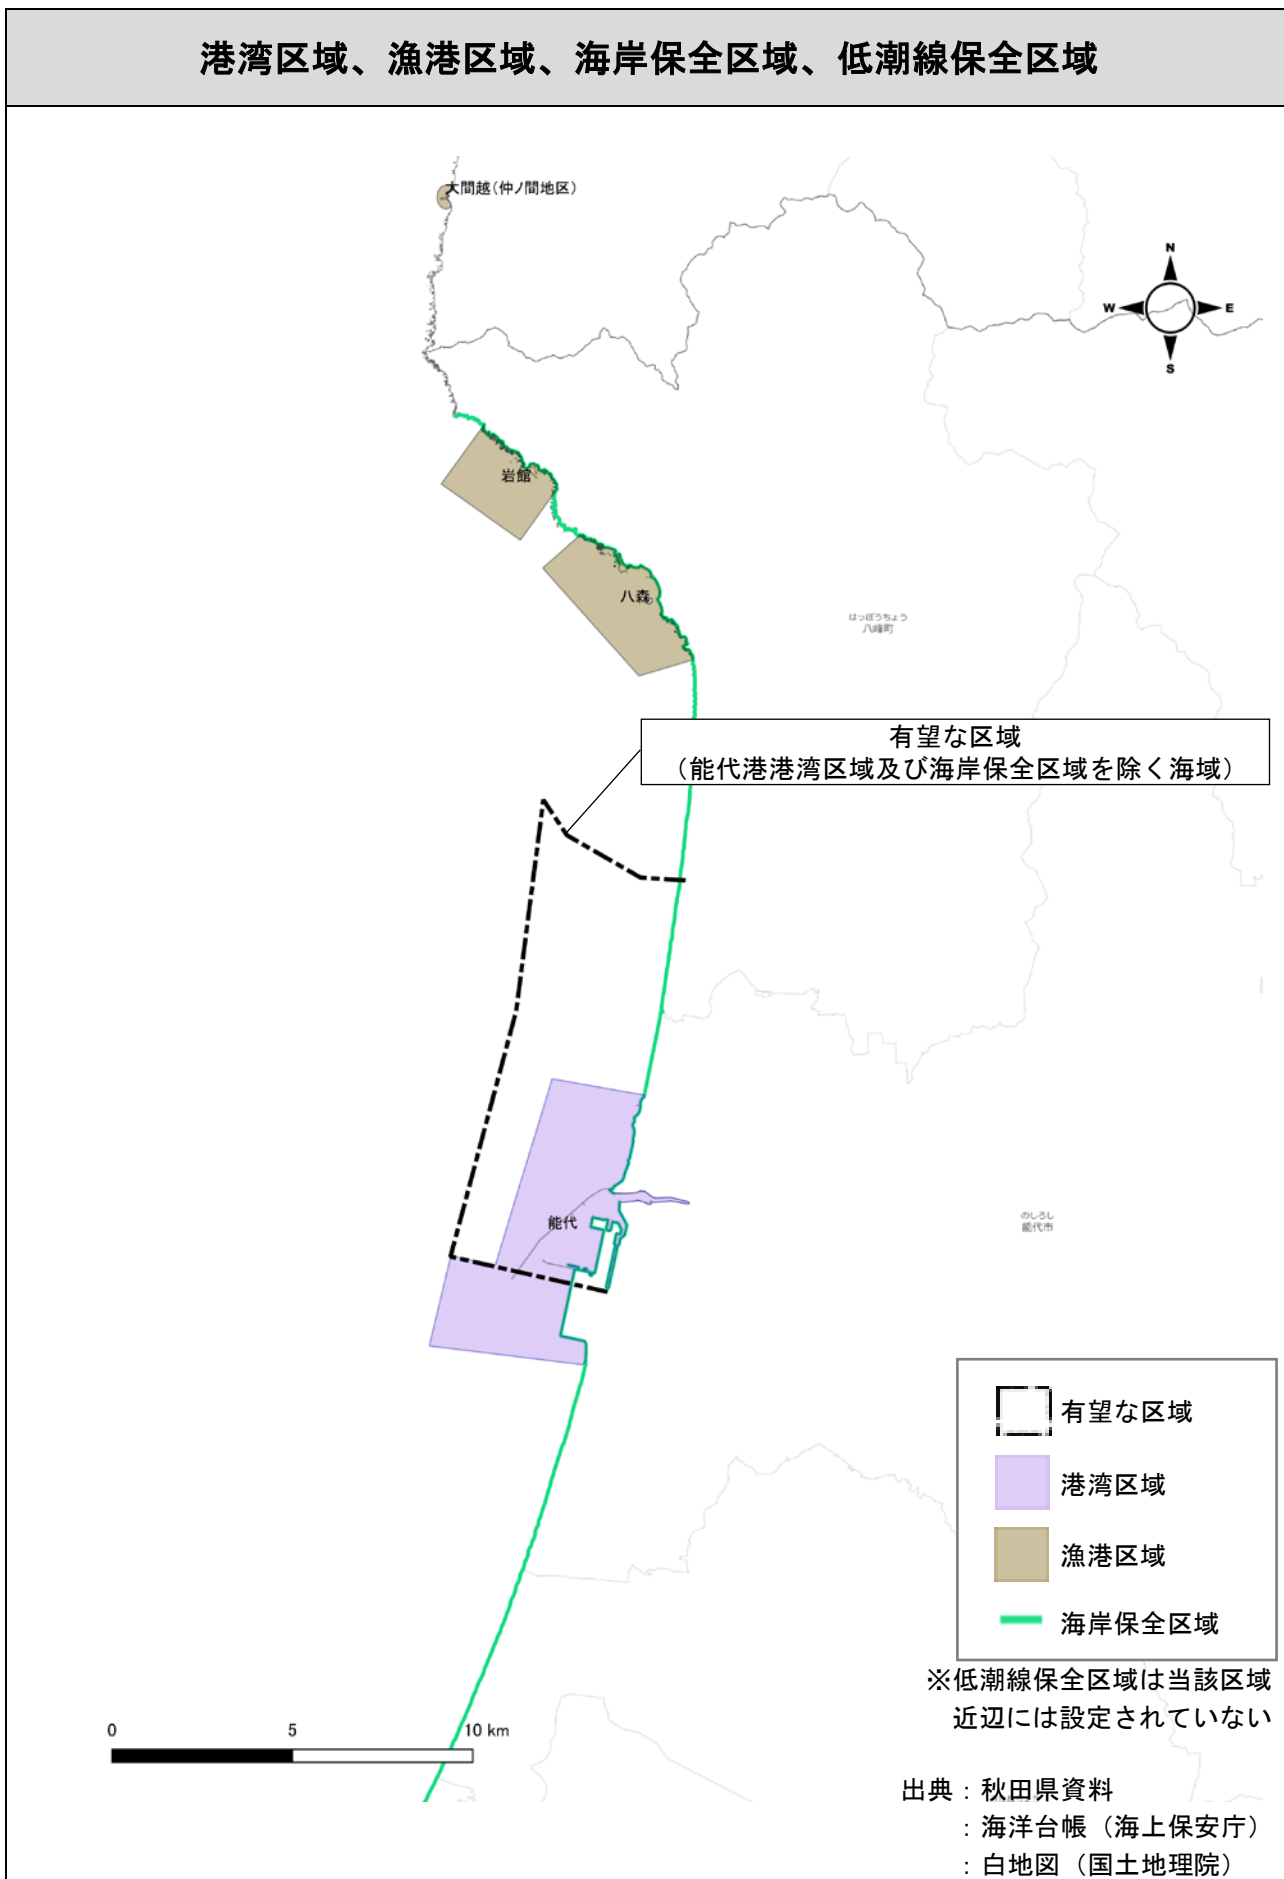 港湾区域、漁港区域、海岸保全区域、低潮線保全区域
大間越(仲ノ間地区)
N
W
E
S
岩館
八森
はっぽうちょう
八峰町
有望な区域
(能代港港湾区域及び海岸保全区域を除く海域)
能代
のしろし
能代市
有望な区域
港湾区域
漁港区域
海岸保全区域
※低潮線保全区域は当該区域
近辺には設定されていない
0 5 10 km
出典:秋田県資料
:海洋台帳(海上保安庁)
:白地図(国土地理院)